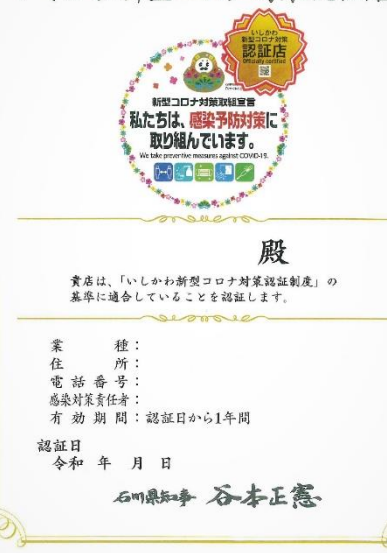 いしかわ
新型コロナ対策
認証店
Officially certified
新型コロナ対策取組宣言
私たちは、感染予防対策に
取り組んでいます。
We take preventive measures against COVID-19.
殿
貴店は、「いしかわ新型コロナ対策認証制度」の
基準に適合していることを認証します。
業種：
住所：
電話番号：
感染対策責任者：
有効期間：認証日から1年間
認証日
令和 年 月 日
石川県知事 谷本正憲